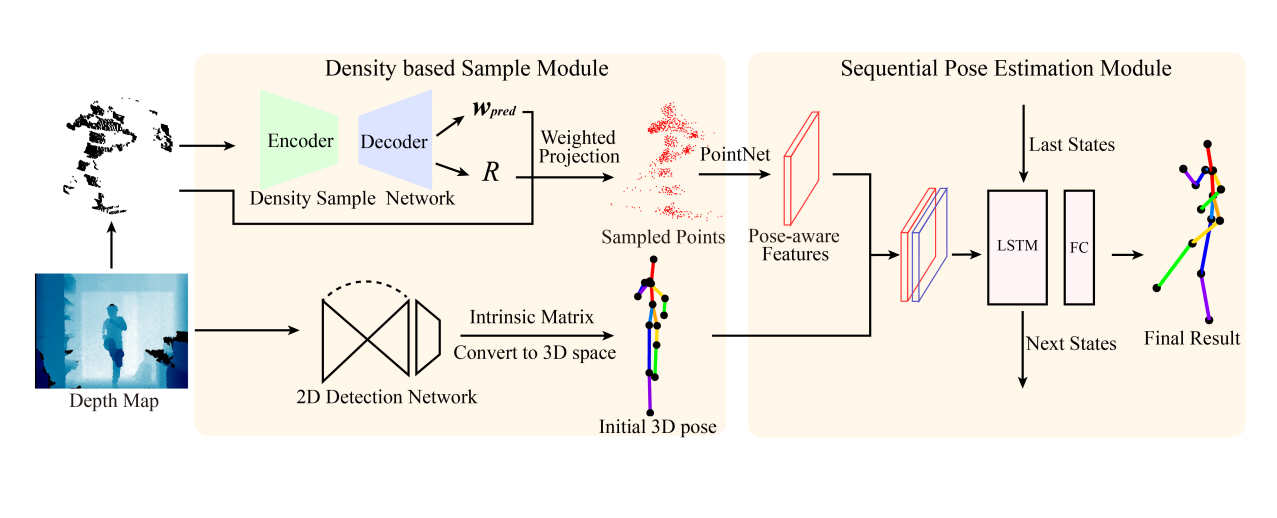 Density based Sample Module
Sequential Pose Estimation Module
Encoder
Decoder
wpred
R
Density Sample Network
Weighted
Projection
Sampled Points
PointNet
Pose-aware
Features
Last States
LSTM
FC
Next States
Final Result
Depth Map
2D Detection Network
Intrinsic Matrix
Convert to 3D space
Initial 3D pose